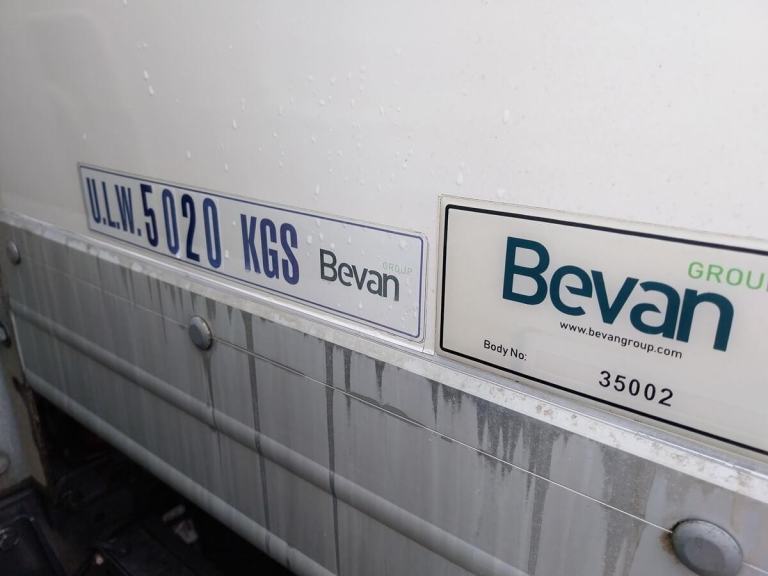 U.L.W. 5020 KGS Bevan GROUP
Bevan
GROUP
www.bevangroup.com
Body No: 35002